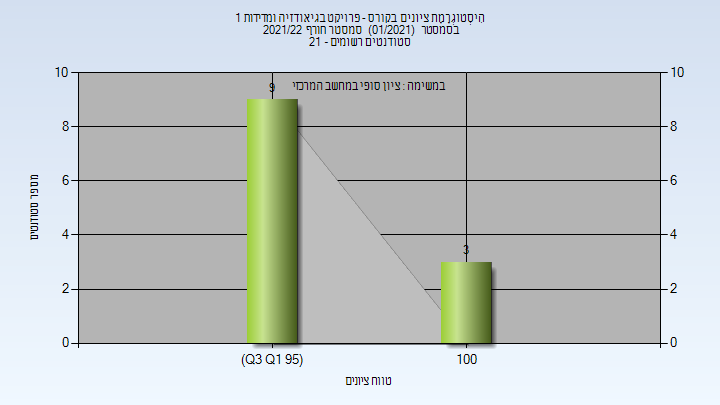 היסטוגרמת ציונים בקורס - פרויקט בגיאודזיה ומדידות 1
בסמסטר (01/2021) סמסטר חורף 2021/22
סטודנטים רשומים - 21
במשימה : ציון סופי במחשב המרכזי
10
8
6
4
2
0
10
8
6
4
2
0
9
3
מספר סטודנטים
(Q3 Q1 95)
100
טווח ציונים